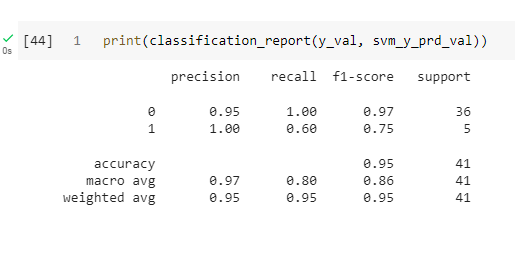 [44] 1 print(classification_report(y_val, svm_y_prd_val))
0s
precision recall f1-score support
0 0.95 1.00 0.97 36
1 1.00 0.60 0.75 5
accuracy 0.95 41
macro avg 0.97 0.80 0.86 41
weighted avg 0.95 0.95 0.95 41